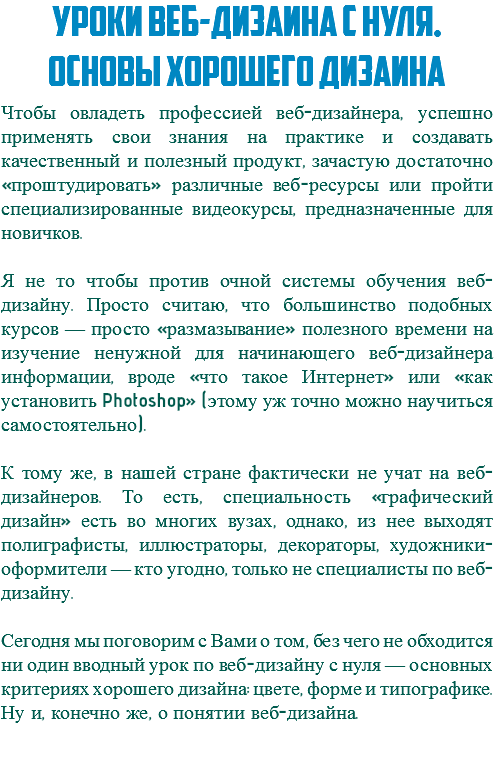 УРОКИ ВЕБ-ДИЗАИНА С НУЛЯ.
ОСНОВЫ ХОРОШЕГО ДИЗАИНА
Чтобы овладеть профессией веб-дизайнера, успешно
применять свои знания на практике и создавать
качественный и полезный продукт, зачастую достаточно
«проштудировать» различные веб-ресурсы или пройти
специализированные видеокурсы, предназначенные для
новичков.
Я не то чтобы против очной системы обучения веб-
дизайну. Просто считаю, что большинство подобных
курсов — просто «размазывание» полезного времени на
изучение ненужной для начинающего веб-дизайнера
информации, вроде «что такое Интернет» или «как
установить Photoshop» (этому уж точно можно научиться
самостоятельно).
К тому же, в нашей стране фактически не учат на веб-
дизайнеров. То есть, специальность «графический
дизайн» есть во многих вузах, однако, из нее выходят
полиграфисты, иллюстраторы, декораторы, художники-
оформители — кто угодно, только не специалисты по веб-
дизайну.
Сегодня мы поговорим с Вами о том, без чего не обходится
ни один вводный урок по веб-дизайну с нуля — основных
критериях хорошего дизайна: цвете, форме и типографике.
Ну и, конечно же, о понятии веб-дизайна.